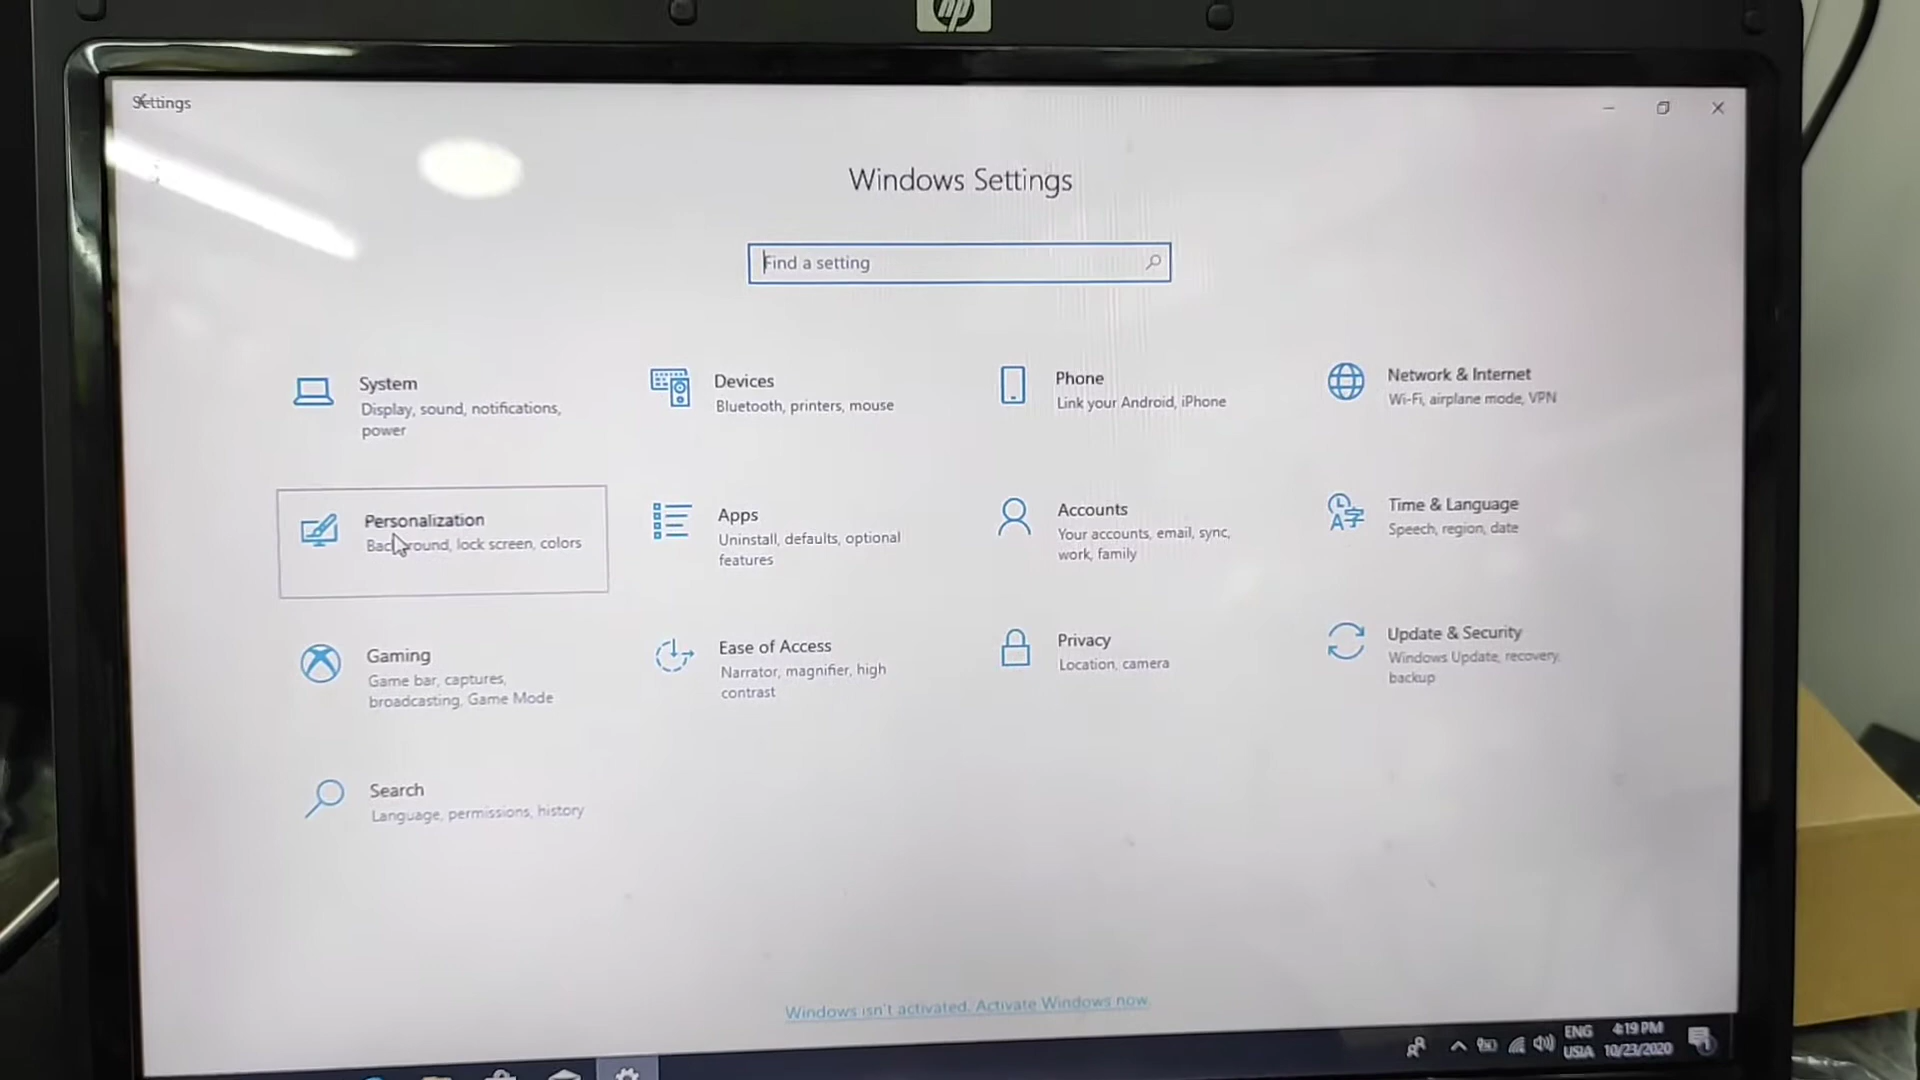 hp
Settings
Windows Settings
Find a setting
System
Display, sound, notifications,
power
Devices
Bluetooth, printers, mouse
Phone
Link your Android, iPhone
Network & Internet
Wi-Fi, airplane mode, VPN
Personalization
Background, lock screen, colors
Apps
Uninstall, defaults, optional
features
Accounts
Your accounts, email, sync,
work, family
Time & Language
Speech, region, date
Gaming
Game bar, captures,
broadcasting, Game Mode
Ease of Access
Narrator, magnifier, high
contrast
Privacy
Location, camera
Update & Security
Windows Update, recovery,
backup
Search
Language, permissions, history
Windows isn't activated. Activate Windows now.
ENG
4:19 PM
USIA
10/23/2020
1